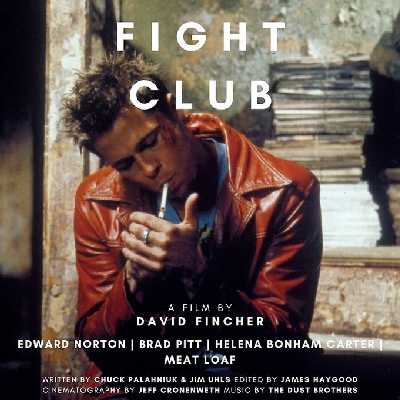 FIGHT
CLUB
A FILM BY
DAVID FINCHER
EDWARD NORTON | BRAD PITT | HELENA BONHAM CARTER |
MEAT LOAF
WRITTEN BY CHUCK PALAHNIUK & JIM UHLS EDITED BY JAMES HAYGOOD
CINEMATOGRAPHY BY JEFF CRONENWETH MUSIC BY THE DUST BROTHERS